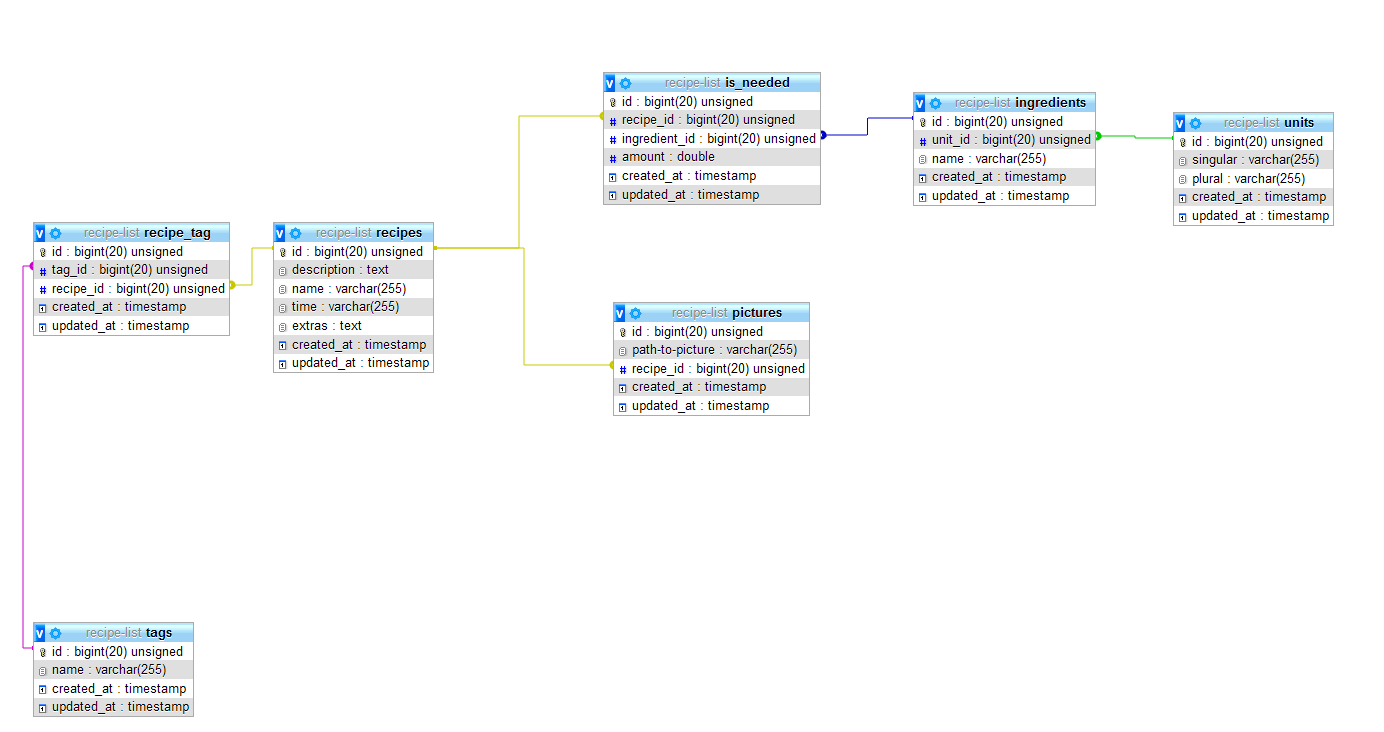 recipe-list is_needed
id : bigint(20) unsigned
recipe_id : bigint(20) unsigned
ingredient_id : bigint(20) unsigned
amount : double
created_at : timestamp
updated_at : timestamp
recipe-list ingredients
id : bigint(20) unsigned
unit_id : bigint(20) unsigned
name : varchar(255)
created_at : timestamp
updated_at : timestamp
recipe-list units
id : bigint(20) unsigned
singular : varchar(255)
plural : varchar(255)
created_at : timestamp
updated_at : timestamp
recipe-list recipe_tag
id : bigint(20) unsigned
tag_id : bigint(20) unsigned
recipe_id : bigint(20) unsigned
created_at : timestamp
updated_at : timestamp
recipe-list recipes
id : bigint(20) unsigned
description : text
name : varchar(255)
time : varchar(255)
extras : text
created_at : timestamp
updated_at : timestamp
recipe-list pictures
id : bigint(20) unsigned
path-to-picture : varchar(255)
recipe_id : bigint(20) unsigned
created_at : timestamp
updated_at : timestamp
recipe-list tags
id : bigint(20) unsigned
name : varchar(255)
created_at : timestamp
updated_at : timestamp